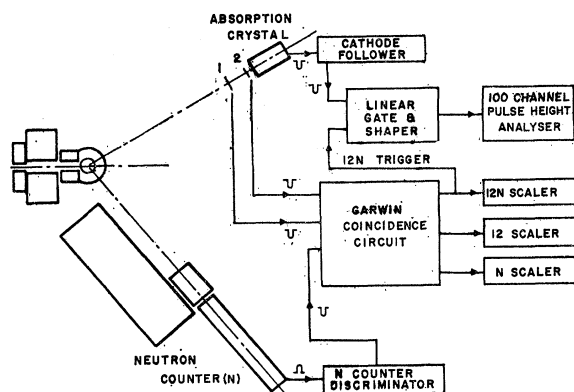 ABSORPTION
CRYSTAL
1
2
CATHODE
FOLLOWER
LINEAR
GATE &
SHAPER
100 CHANNEL
PULSE HEIGHT
ANALYSER
12N TRIGGER
GARWIN
COINCIDENCE
CIRCUIT
12N SCALER
12 SCALER
N SCALER
NEUTRON
COUNTER (N)
N COUNTER
DISCRIMINATOR